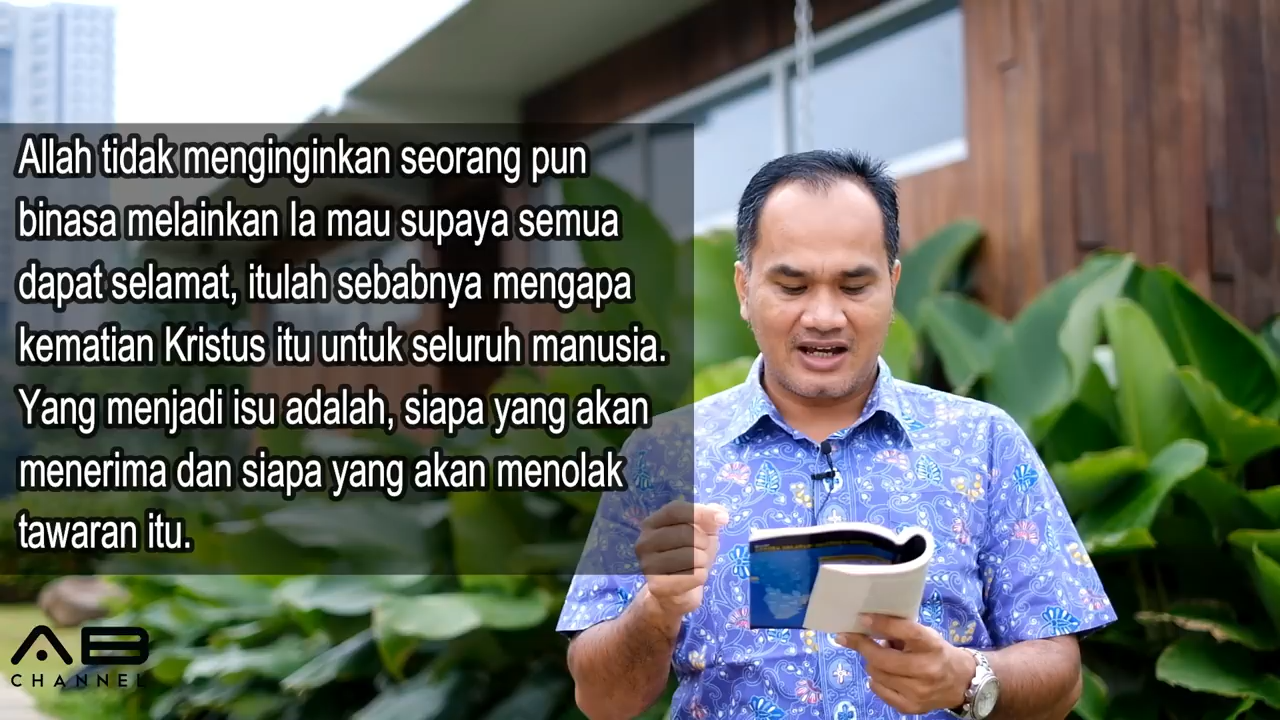 Allah tidak menginginkan seorang pun
binasa melainkan Ia mau supaya semua
dapat selamat, itulah sebabnya mengapa
kematian Kristus itu untuk seluruh manusia.
Yang menjadi isu adalah, siapa yang akan
menerima dan siapa yang akan menolak
tawaran itu.
AB
CHANNEL